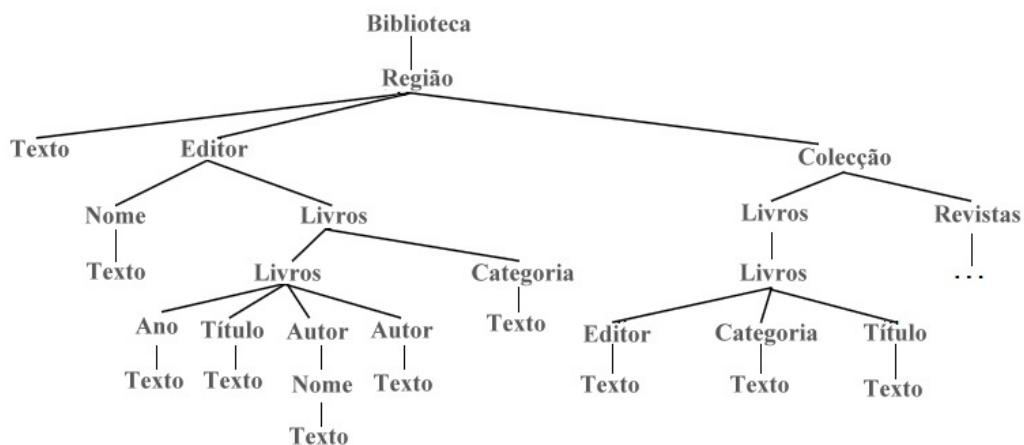 Biblioteca
Região
Texto Editor Colecção
Nome Livros Livros Revistas
Texto Livros Categoria Livros ...
Ano Título Autor Autor Texto Editor Categoria Título
Texto Texto Nome Texto Texto Texto Texto
Texto